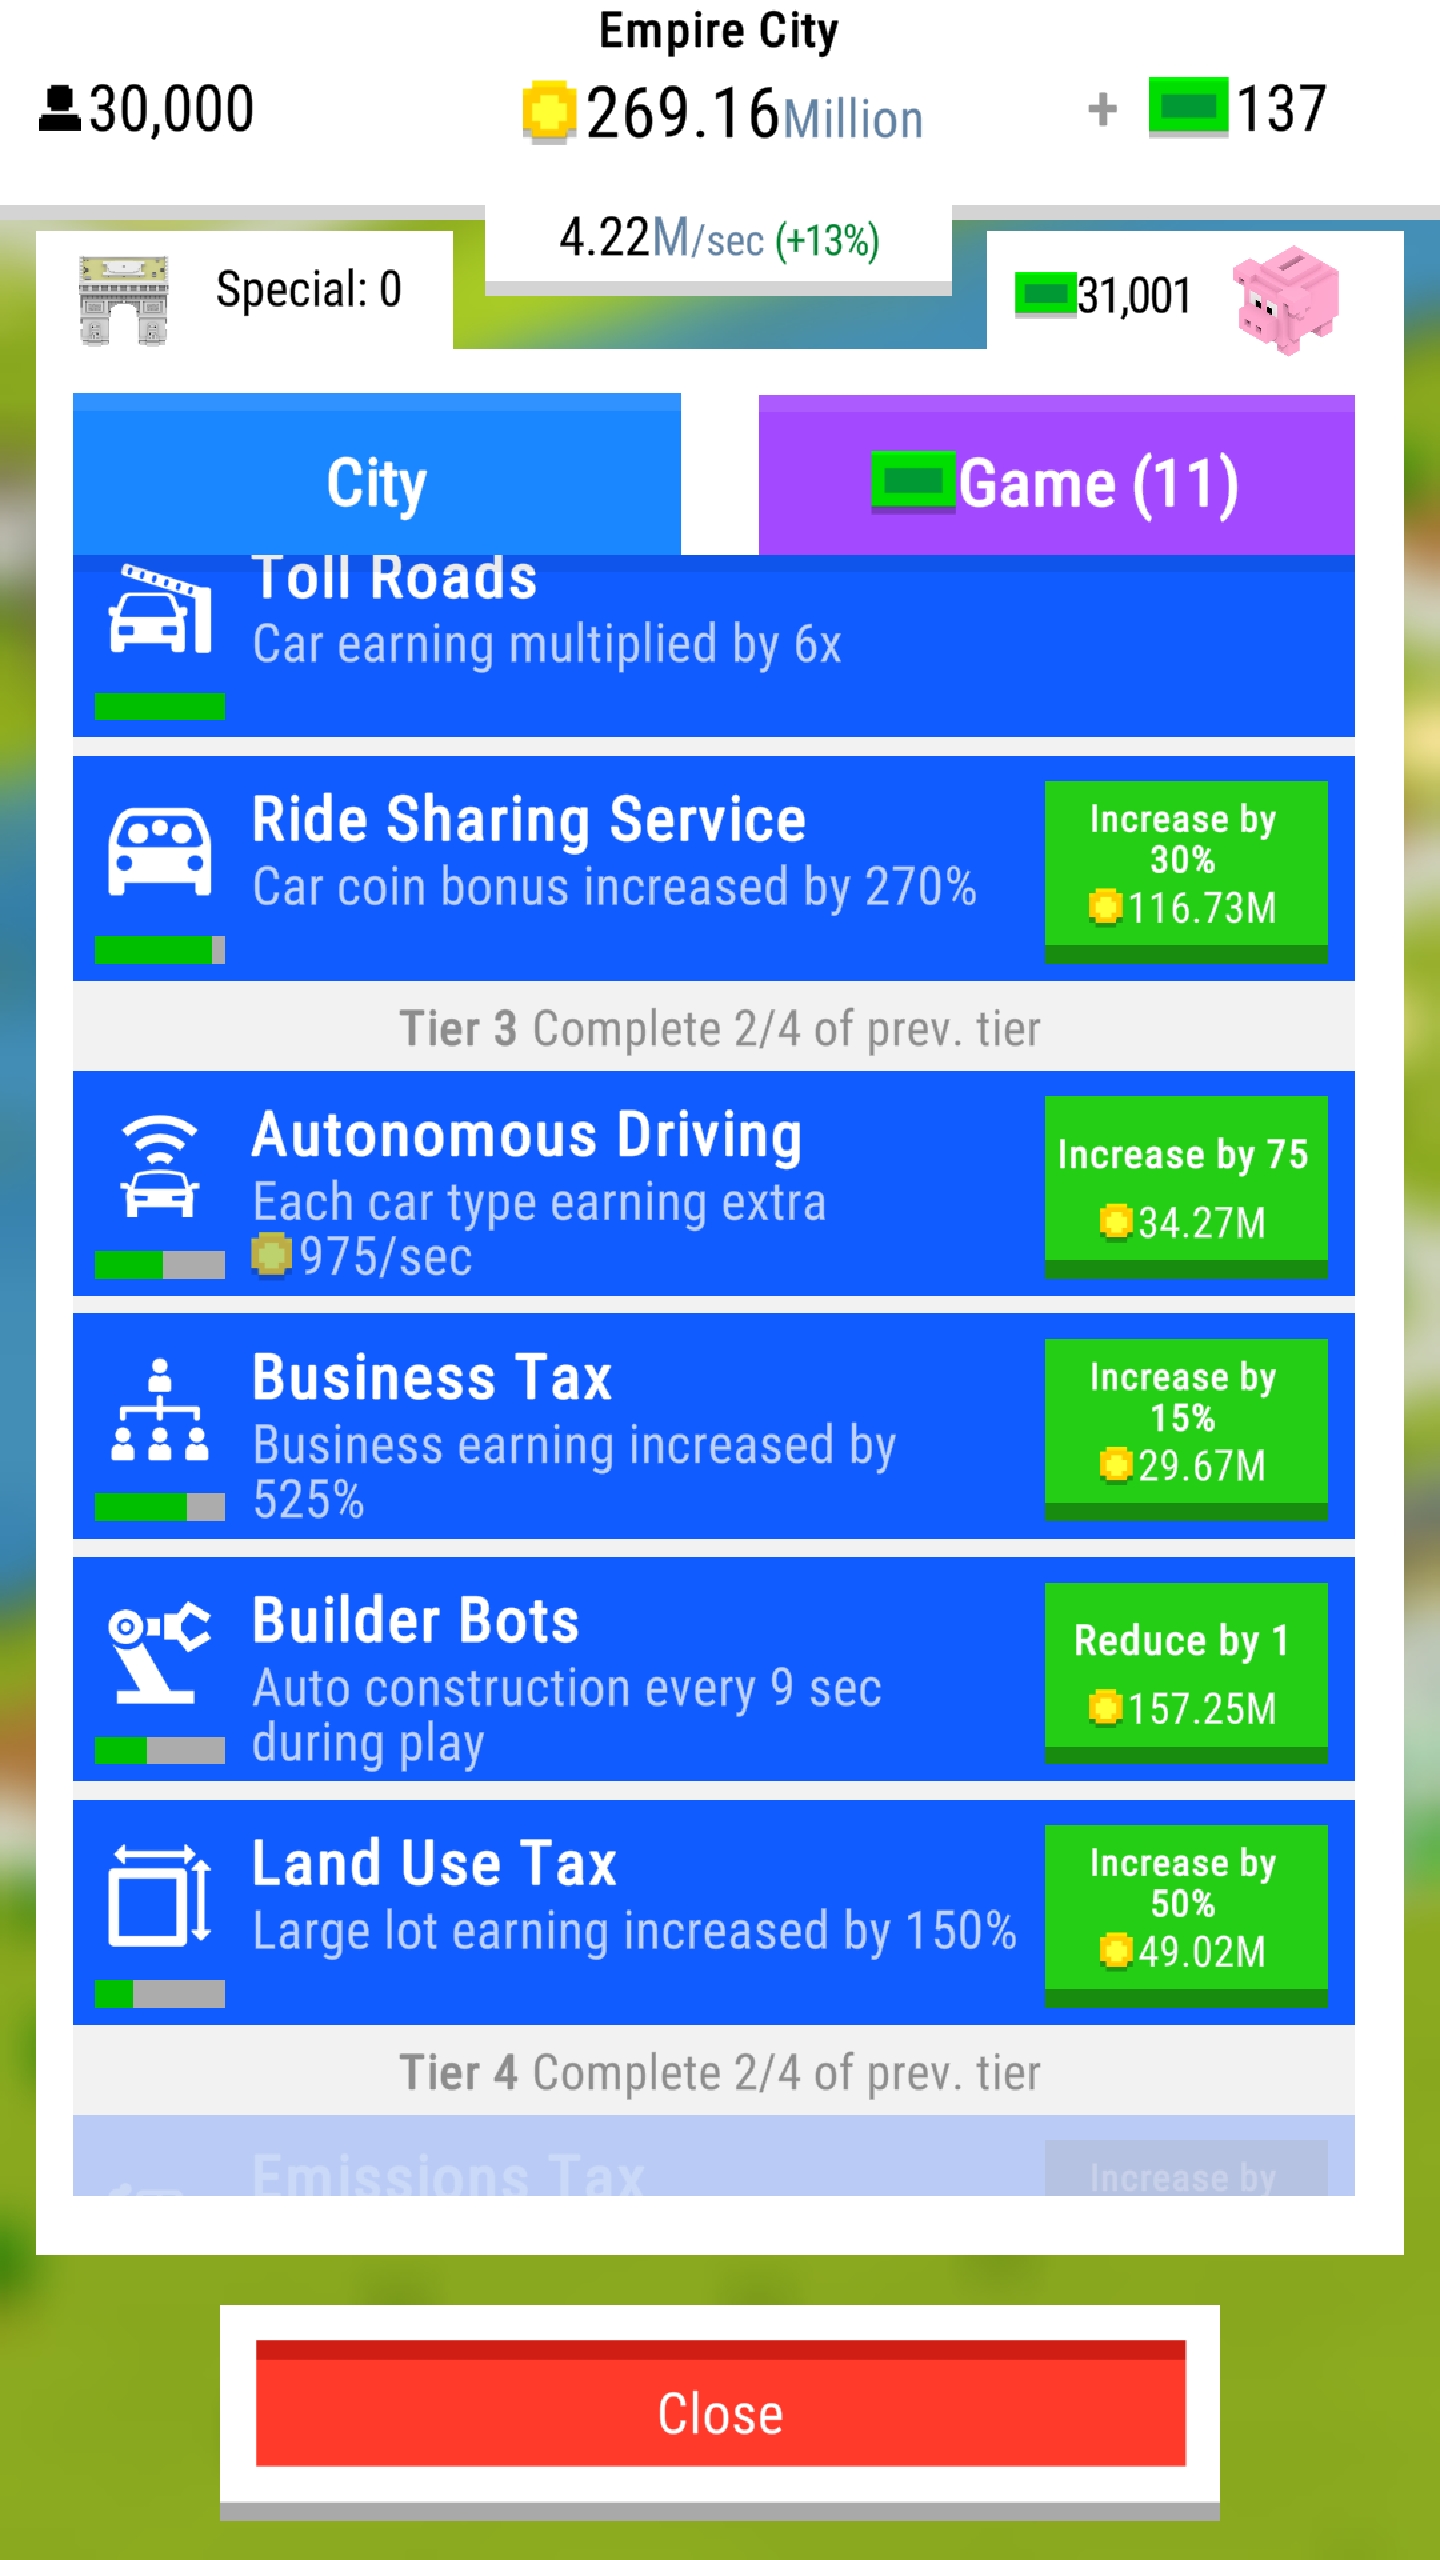 Empire City
30,000
269.16Million
+ 137
4.22M/sec (+13%)
Special: 0
31,001
City
Game (11)
Toll Roads
Car earning multiplied by 6x
Ride Sharing Service
Car coin bonus increased by 270%
Increase by
30%
116.73M
Tier 3 Complete 2/4 of prev. tier
Autonomous Driving
Each car type earning extra
975/sec
Increase by 75
34.27M
Business Tax
Business earning increased by
525%
Increase by
15%
29.67M
Builder Bots
Auto construction every 9 sec
during play
Reduce by 1
157.25M
Land Use Tax
Large lot earning increased by 150%
Increase by
50%
49.02M
Tier 4 Complete 2/4 of prev. tier
Emissions Tax
Increase by
Close